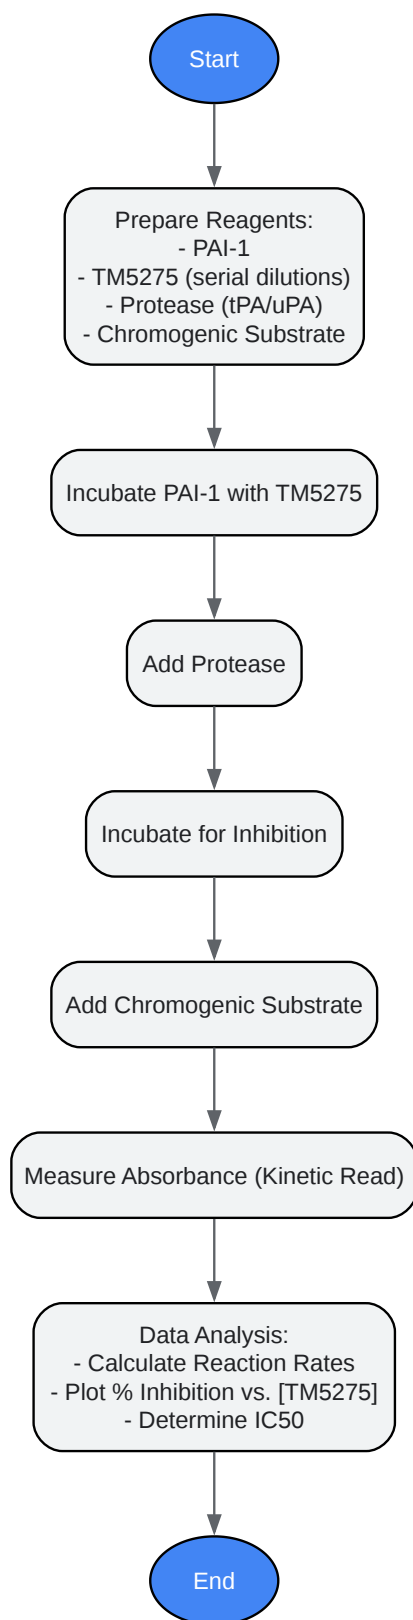 Start
Prepare Reagents:
- PAI-1
- TM5275 (serial dilutions)
- Protease (tPA/uPA)
- Chromogenic Substrate
Incubate PAI-1 with TM5275
Add Protease
Incubate for Inhibition
Add Chromogenic Substrate
Measure Absorbance (Kinetic Read)
Data Analysis:
- Calculate Reaction Rates
- Plot % Inhibition vs. [TM5275]
- Determine IC50
End